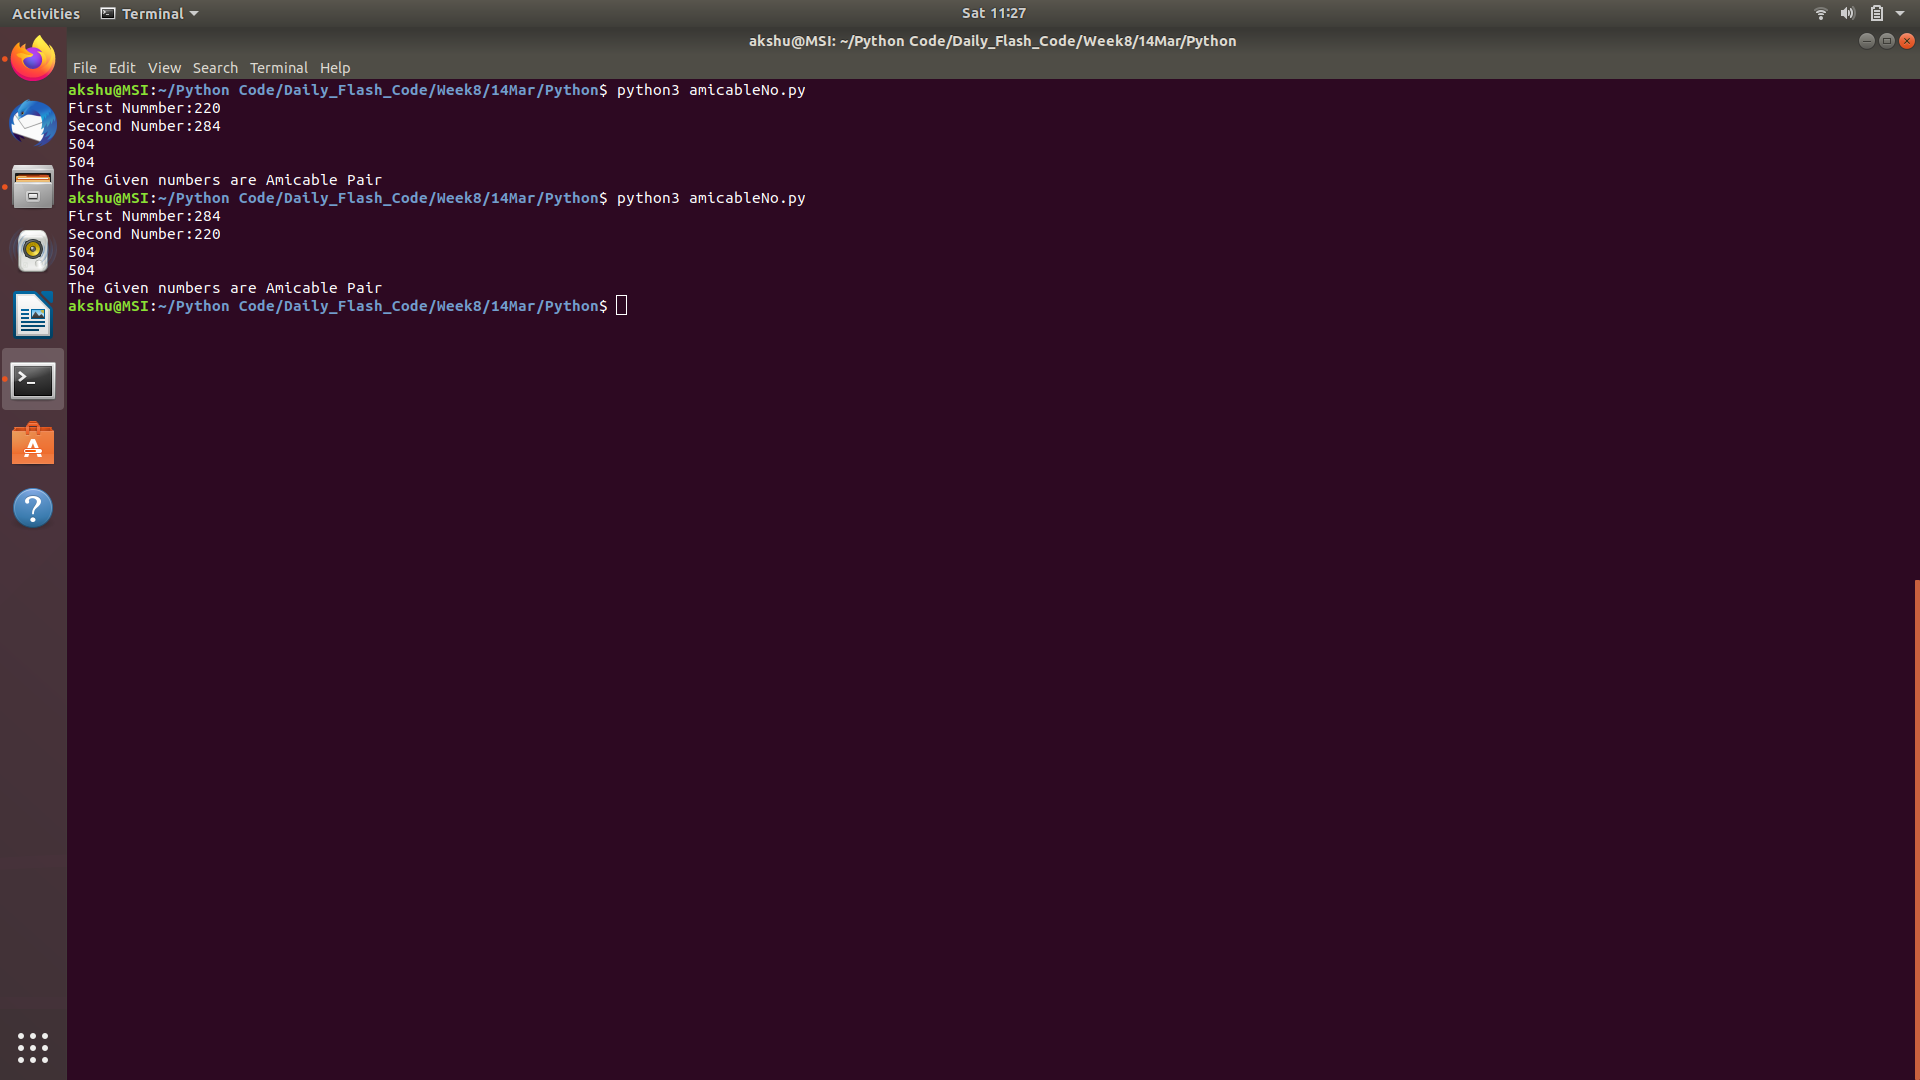 Activities Terminal Sat 11:27
akshu@MSI: ~/Python Code/Daily_Flash_Code/Week8/14Mar/Python
File Edit View Search Terminal Help
akshu@MSI:~/Python Code/Daily_Flash_Code/Week8/14Mar/Python$ python3 amicableNo.py
First Nummber:220
Second Number:284
504
504
The Given numbers are Amicable Pair
akshu@MSI:~/Python Code/Daily_Flash_Code/Week8/14Mar/Python$ python3 amicableNo.py
First Nummber:284
Second Number:220
504
504
The Given numbers are Amicable Pair
akshu@MSI:~/Python Code/Daily_Flash_Code/Week8/14Mar/Python$